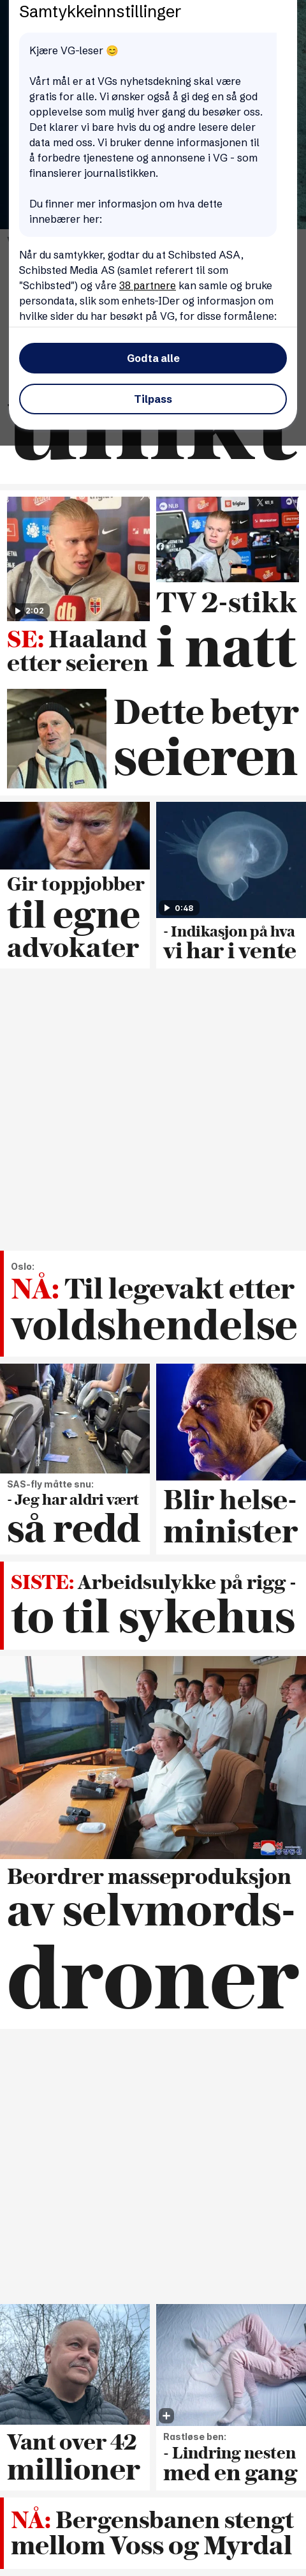 Samtykkeinnstillinger
Kjære VG-leser 😊
Vårt mål er at VGs nyhetsdekning skal være
gratis for alle. Vi ønsker også å gi deg en så god
opplevelse som mulig hver gang du besøker oss.
Det klarer vi bare hvis du og andre lesere deler
data med oss. Vi bruker denne informasjonen til
å forbedre tjenestene og annonsene i VG - som
finansierer journalistikken.
Du finner mer informasjon om hva dette
innebærer her:
Når du samtykker, godtar du at Schibsted ASA,
Schibsted Media AS (samlet referert til som
"Schibsted") og våre 38 partnere kan samle og bruke
persondata, slik som enhets-IDer og informasjon om
hvilke sider du har besøkt på VG, for disse formålene:
Godta alle
Tilpass
2:02
SE: Haaland
etter seieren
TV 2-stikk
i natt
Dette betyr
seieren
Gir toppjobber
til egne
advokater
0:48
- Indikasjon på hva
vi har i vente
Oslo:
NÅ: Til legevakt etter
voldshendelse
SAS-fly måtte snu:
- Jeg har aldri vært
så redd
Blir helse-
minister
SISTE: Arbeidsulykke på rigg -
to til sykehus
Beordrer masseproduksjon
av selvmords-
droner
Vant over 42
millioner
Rastløse ben:
- Lindring nesten
med en gang
NÅ: Bergensbanen stengt
mellom Voss og Myrdal